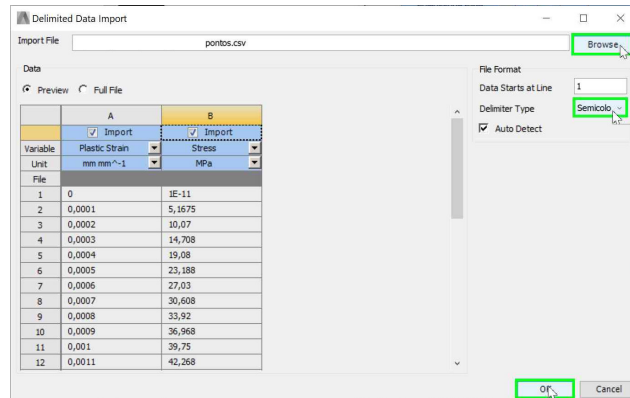 Delimited Data Import
Import File pontos.csv Browse
Data
Preview Full File
A B
Import Import
Variable Plastic Strain Stress
Unit mm mm^-1 MPa
File
1 0 1E-11
2 0,0001 5,1675
3 0,0002 10,07
4 0,0003 14,708
5 0,0004 19,08
6 0,0005 23,188
7 0,0006 27,03
8 0,0007 30,608
9 0,0008 33,92
10 0,0009 36,968
11 0,001 39,75
12 0,0011 42,268
File Format
Data Starts at Line 1
Delimiter Type Semicolo
Auto Detect
OK Cancel